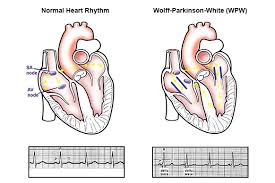 Normal Heart Rhythm
Wolff-Parkinson-White (WPW)
SA
node
AV
node